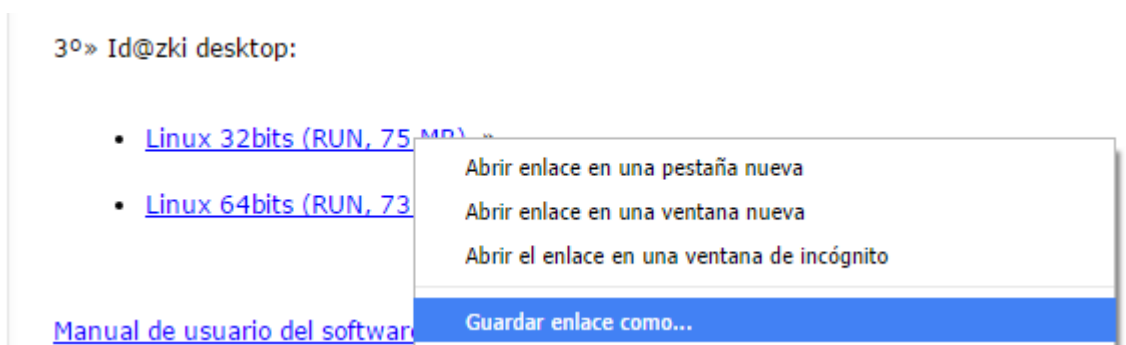 3º» Id@zki desktop:
• Linux 32bits (RUN, 75 MB) »
Abrir enlace en una pestaña nueva
• Linux 64bits (RUN, 73
Abrir enlace en una ventana nueva
Abrir el enlace en una ventana de incógnito
Manual de usuario del software
Guardar enlace como...